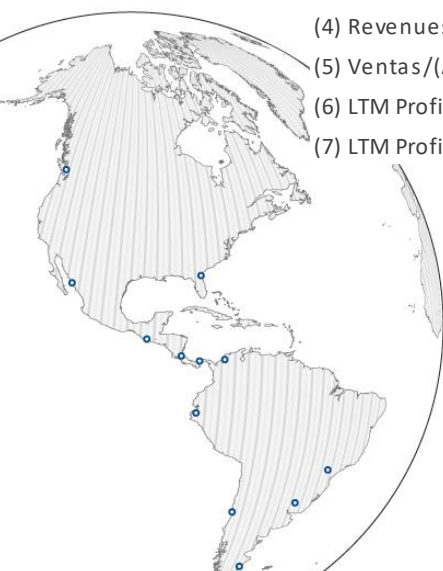 (4) Revenues
(5) Ventas/(
(6) LTM Profi
(7) LTM Profi